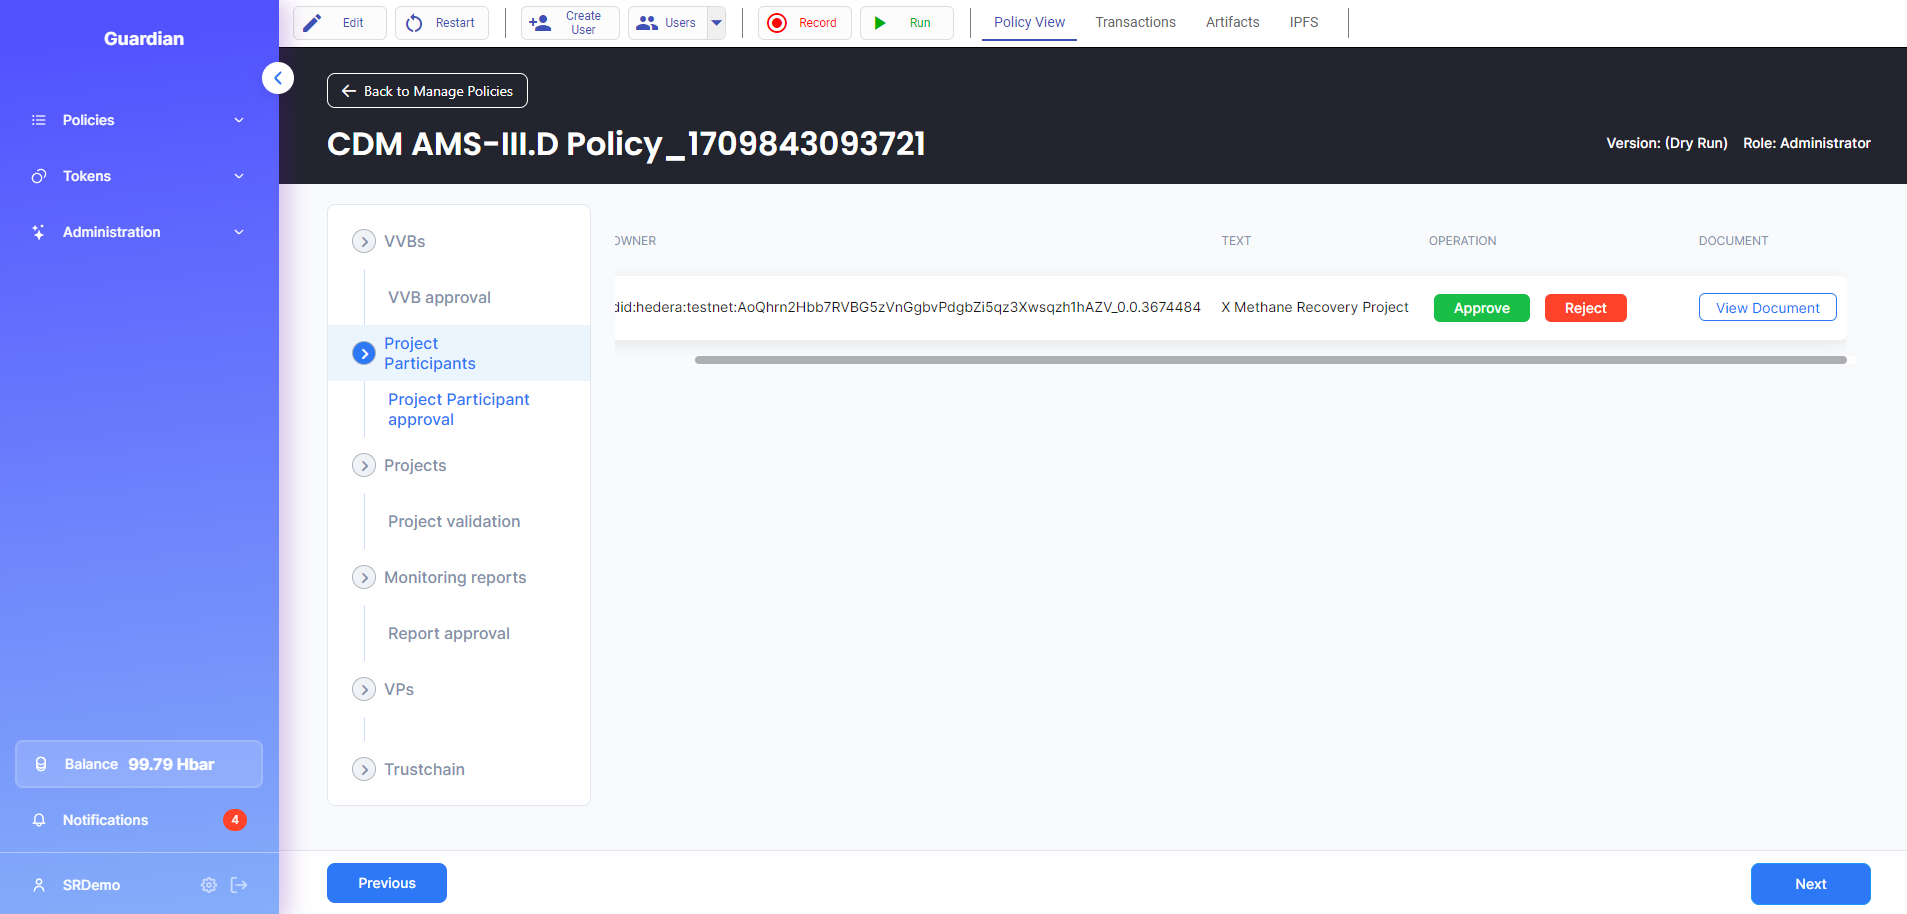 Guardian
Policies
Tokens
Administration
Balance 99.79 Hbar
Notifications 4
SRDemo
Edit
Restart
Create
User
Users
Record
Run
Policy View
Transactions
Artifacts
IPFS
Back to Manage Policies
CDM AMS-III.D Policy_1709843093721
Version: (Dry Run) Role: Administrator
VVBs
VVB approval
Project
Participants
Project Participant
approval
Projects
Project validation
Monitoring reports
Report approval
VPs
Trustchain
OWNER TEXT OPERATION DOCUMENT
did:hedera:testnet:AoQhrn2Hbb7RVBG5zVnGgbvPdgbZi5qz3Xwsqzh1hAZV_0.0.3674484 X Methane Recovery Project Approve Reject View Document
Previous
Next